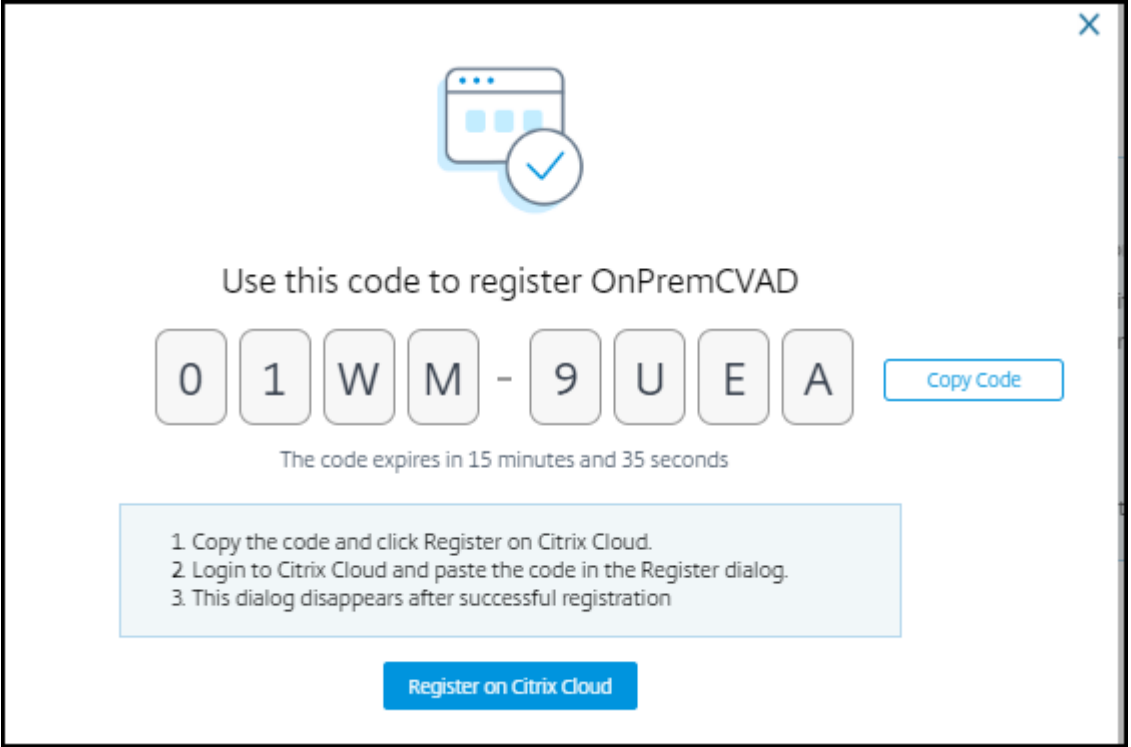 Use this code to register OnPremCVAD
0 1 W M - 9 U E A
Copy Code
The code expires in 15 minutes and 35 seconds
1. Copy the code and click Register on Citrix Cloud.
2. Login to Citrix Cloud and paste the code in the Register dialog.
3. This dialog disappears after successful registration
Register on Citrix Cloud